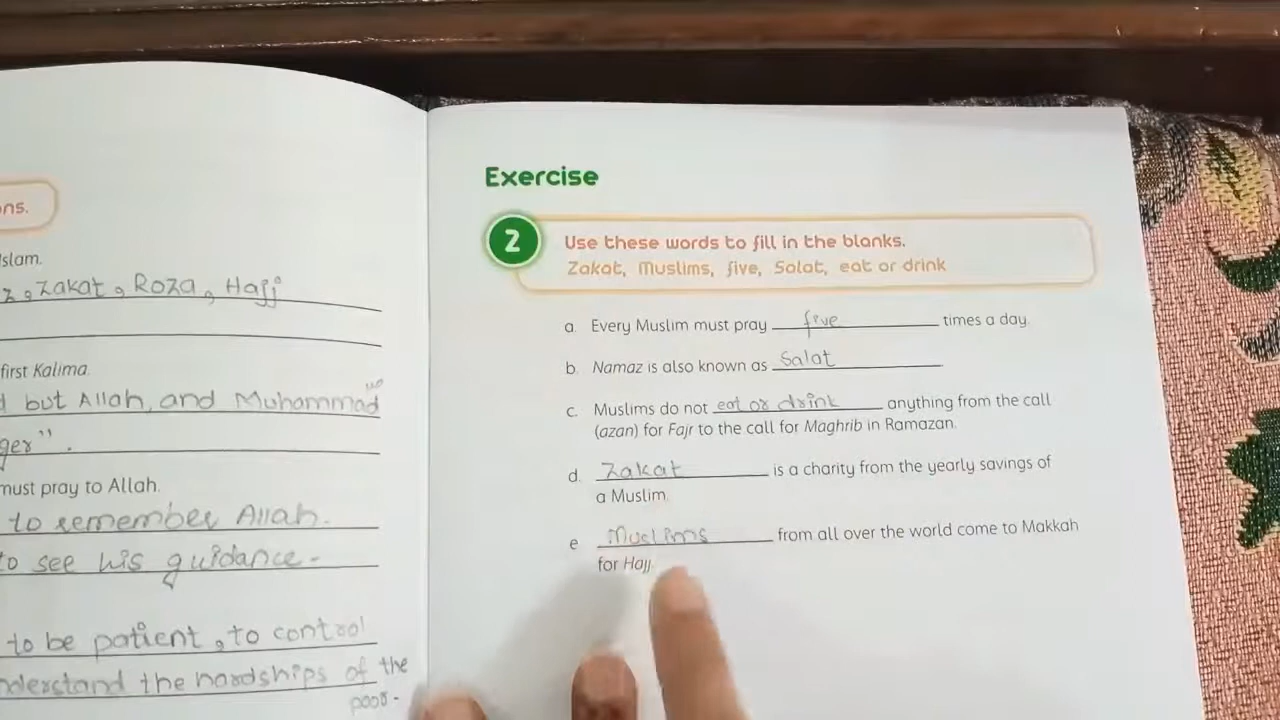 ns.
slam.
z, Zakat, Roza, Hajj
first Kalima.
d but Allah, and Muhammad
ger".
must pray to Allah.
to remember Allah.
to see his guidance.
to be patient, to control
nderstand the hardships of the
poor.
Exercise
2
Use these words to fill in the blanks.
Zakat, Muslims, five, Salat, eat or drink
a. Every Muslim must pray five times a day.
b. Namaz is also known as Salat
c. Muslims do not eat or drink anything from the call
(azan) for Fajr to the call for Maghrib in Ramazan.
d. Zakat is a charity from the yearly savings of
a Muslim.
e Muslims from all over the world come to Makkah
for Hajj.